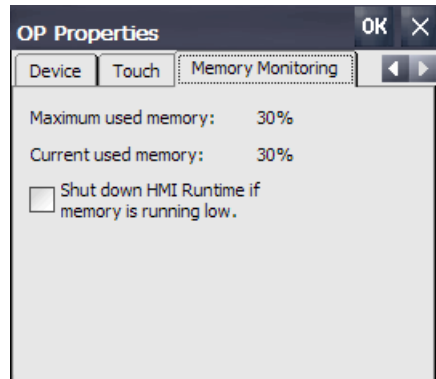 OP Properties OK ×
Device Touch Memory Monitoring
Maximum used memory: 30%
Current used memory: 30%
Shut down HMI Runtime if
memory is running low.